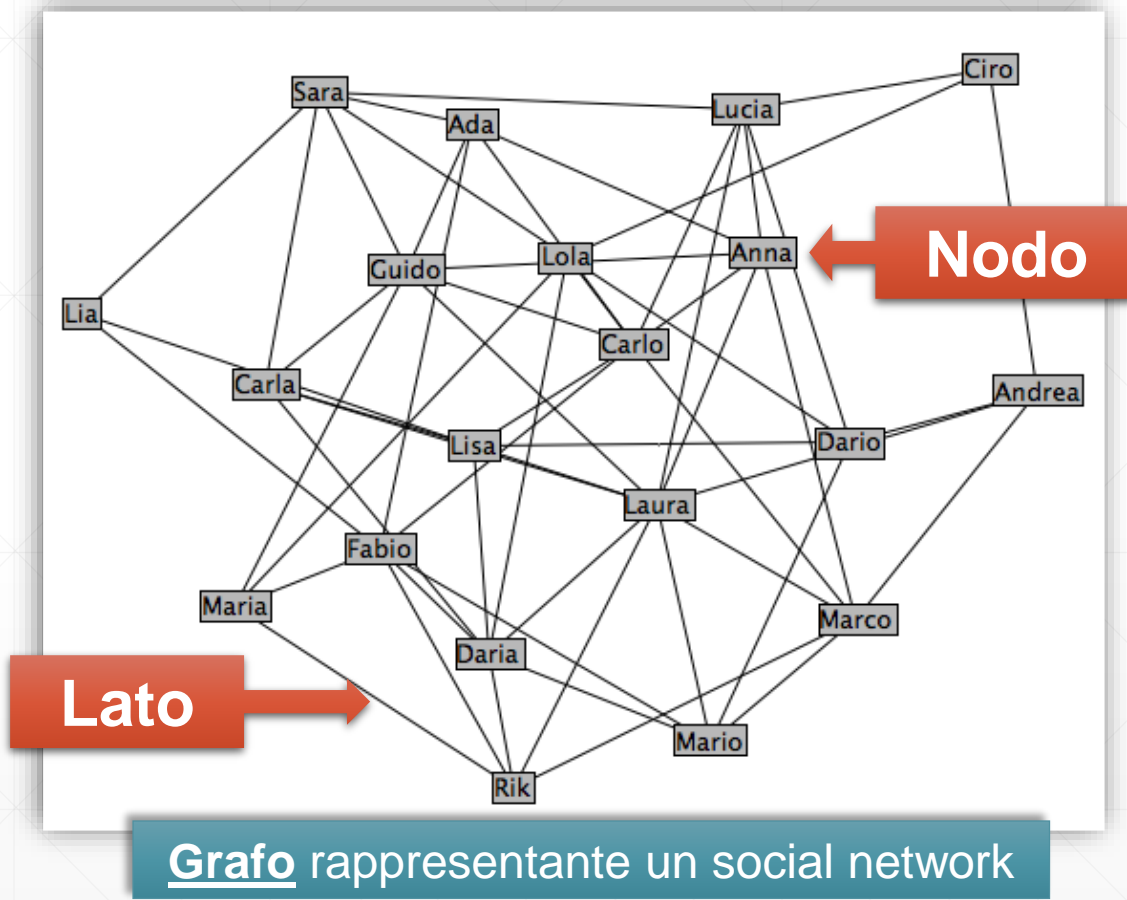 Ciro
Sara
Lucia
Ada
Nodo
Anna
Lola
Guido
Lia
Carlo
Carla
Andrea
Lisa
Dario
Laura
Fabio
Maria
Marco
Daria
Lato
Mario
Rik
Grafo rappresentante un social network